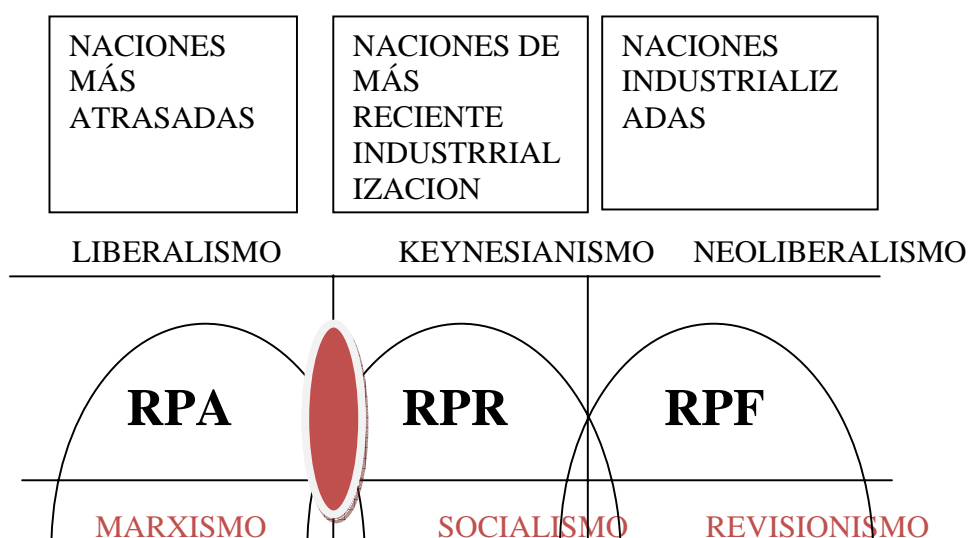 NACIONES
MÁS
ATRASADAS
NACIONES DE
MÁS
RECIENTE
INDUSTRRIAL
IZACION
NACIONES
INDUSTRIALIZ
ADAS
LIBERALISMO KEYNESIANISMO NEOLIBERALISMO
RPA RPR RPF
MARXISMO SOCIALISMO REVISIONISMO